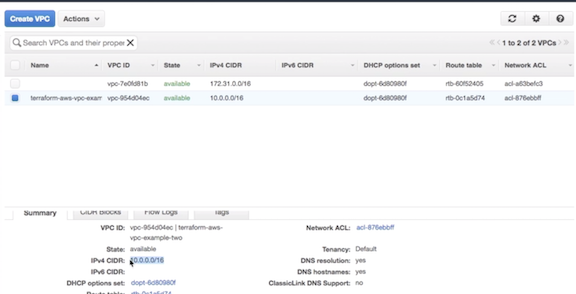 Create VPC Actions
Search VPCs and their proper X 1 to 2 of 2 VPCs
Name VPC ID State IPv4 CIDR IPv6 CIDR DHCP options set Route table Network ACL
vpc-7e0fd81b available 172.31.0.0/16 dopt-6d80980f rtb-60f52405 acl-a63befc3
terraform-aws-vpc-exam vpc-954d04ec available 10.0.0.0/16 dopt-6d80980f rtb-0c1a5d74 acl-876ebbff
Summary CIDR Blocks Flow Logs Tags
VPC ID: vpc-954d04ec | terraform-aws- Network ACL: acl-876ebbff
vpc-example-two
State: available Tenancy: Default
IPv4 CIDR: 10.0.0.0/16 DNS resolution: yes
IPv6 CIDR: DNS hostnames: yes
DHCP options set: dopt-6d80980f ClassicLink DNS Support: no
Route table: rtb-0c1a5d74